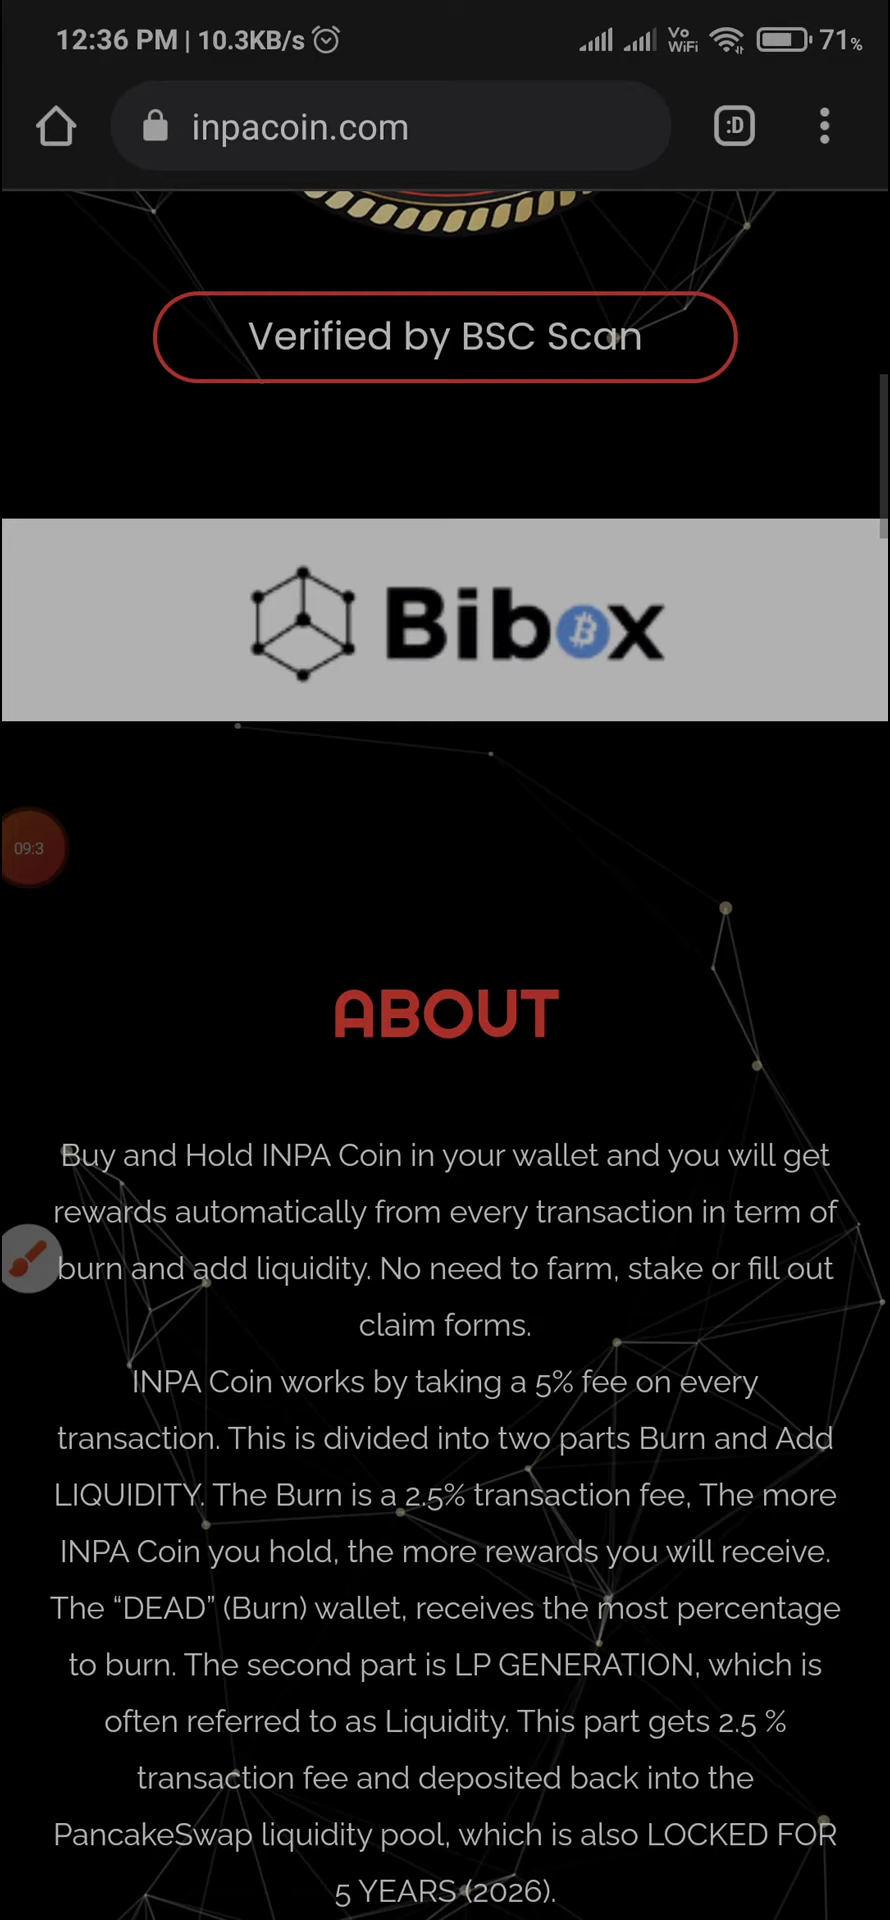 12:36 PM | 10.3KB/s Vo WiFi 71%
inpacoin.com :D
Verified by BSC Scan
Bibox
09:3
ABOUT
Buy and Hold INPA Coin in your wallet and you will get
rewards automatically from every transaction in term of
burn and add liquidity. No need to farm, stake or fill out
claim forms.
INPA Coin works by taking a 5% fee on every
transaction. This is divided into two parts Burn and Add
LIQUIDITY. The Burn is a 2.5% transaction fee, The more
INPA Coin you hold, the more rewards you will receive.
The “DEAD” (Burn) wallet, receives the most percentage
to burn. The second part is LP GENERATION, which is
often referred to as Liquidity. This part gets 2.5 %
transaction fee and deposited back into the
PancakeSwap liquidity pool, which is also LOCKED FOR
5 YEARS (2026).